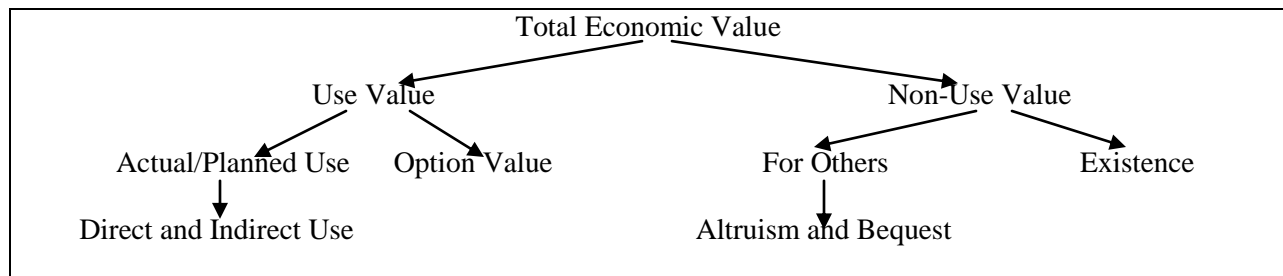 Total Economic Value
Use Value Non-Use Value
Actual/Planned Use Option Value For Others Existence
Direct and Indirect Use Altruism and Bequest